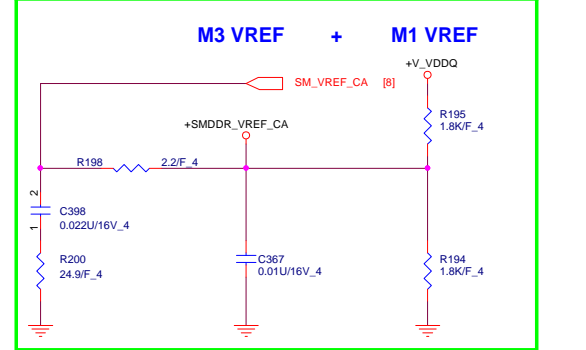 M3 VREF + M1 VREF
+V_VDDQ
SM_VREF_CA [8]
R195
1.8K/F_4
+SMDDR_VREF_CA
R198 2.2/F_4
2
C398
0.022U/16V_4
1
R200
24.9/F_4
C367
0.01U/16V_4
R194
1.8K/F_4